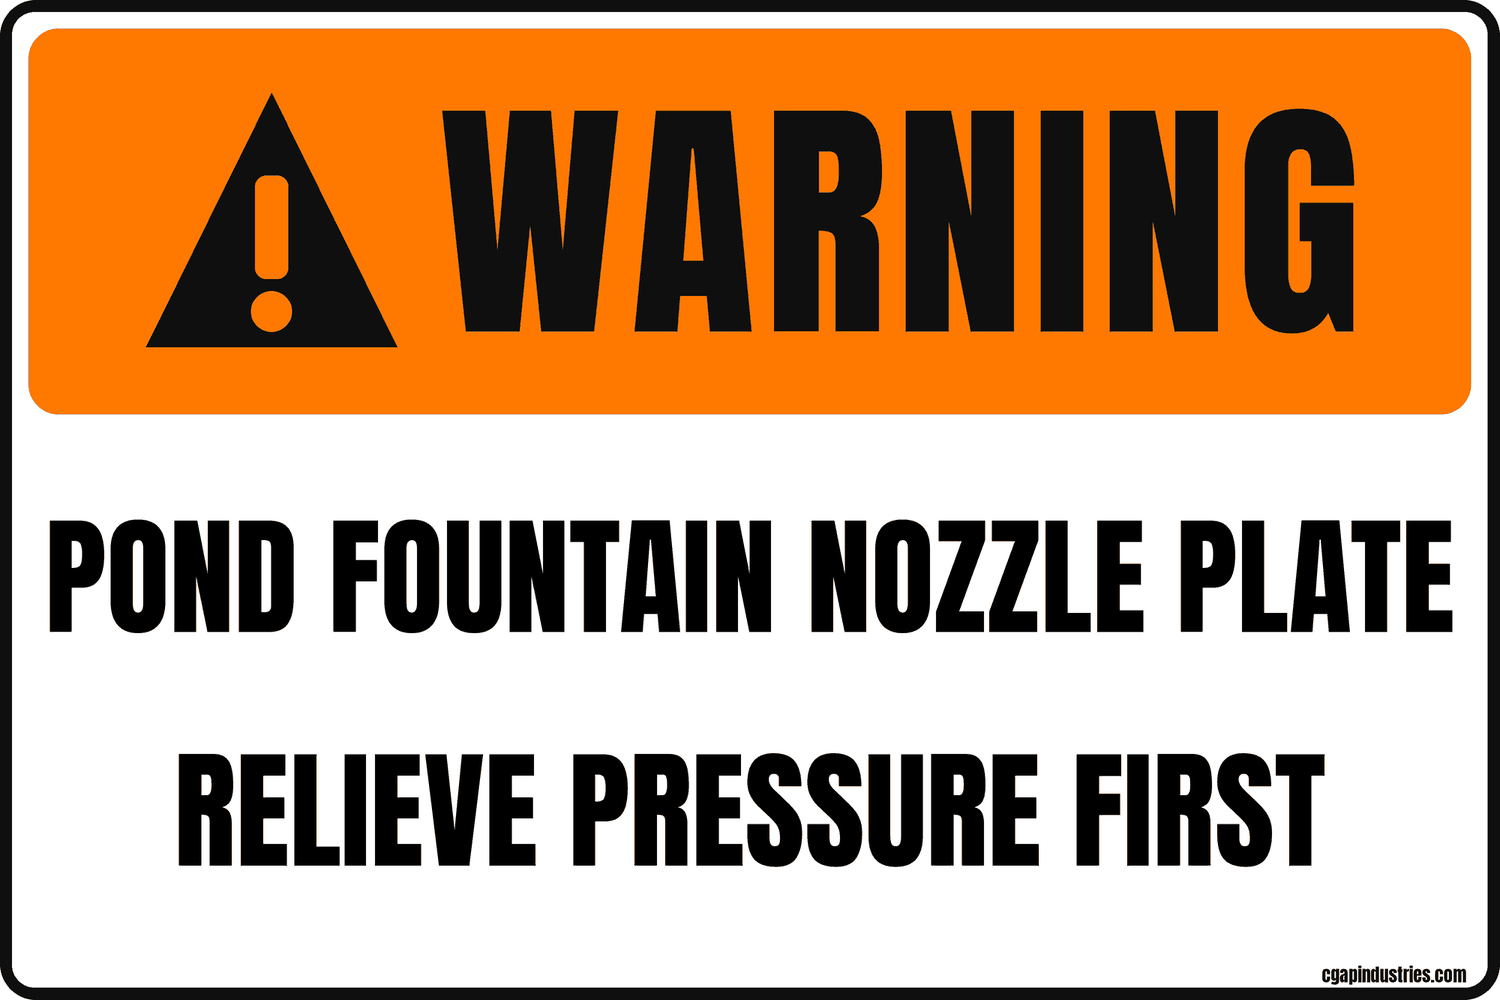 WARNING
POND FOUNTAIN NOZZLE PLATE
RELIEVE PRESSURE FIRST
cgapindustries.com